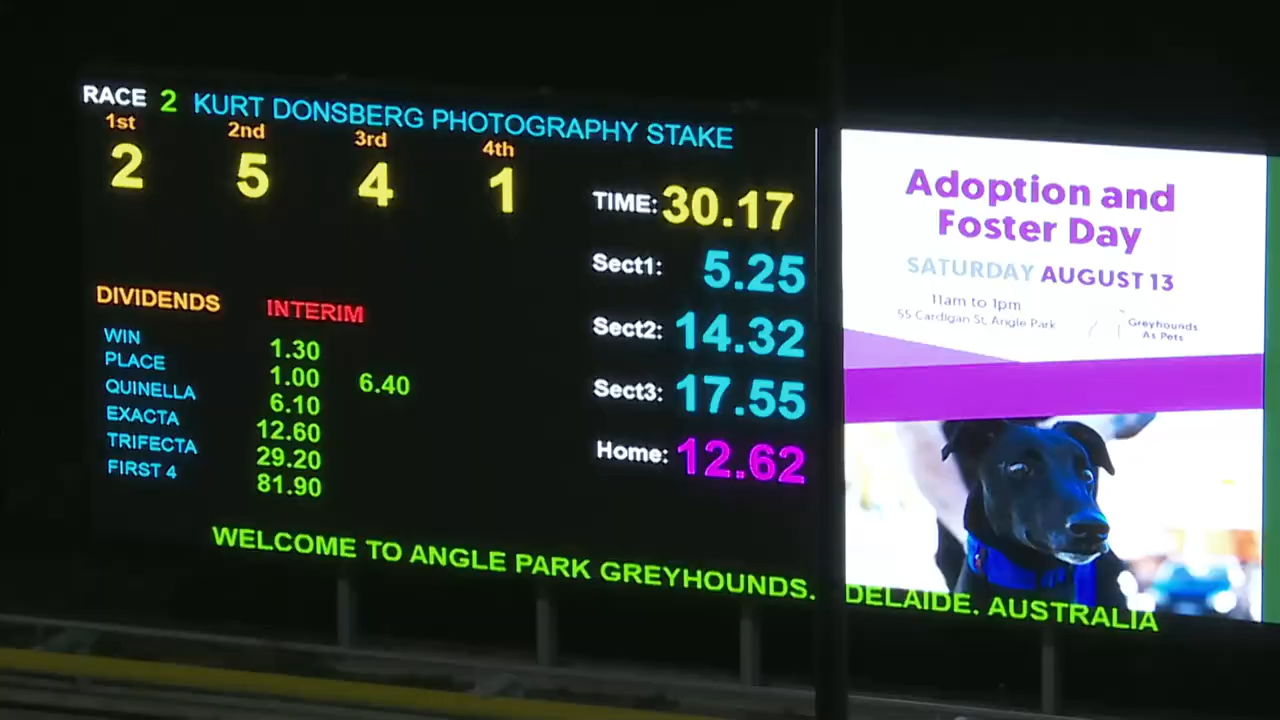 RACE 2 KURT DONSBERG PHOTOGRAPHY STAKE
1st 2nd 3rd 4th
2 5 4 1
TIME: 30.17
Sect1: 5.25
Sect2: 14.32
Sect3: 17.55
Home: 12.62
DIVIDENDS INTERIM
WIN 1.30
PLACE 1.00 6.40
QUINELLA 6.10
EXACTA 12.60
TRIFECTA 29.20
FIRST 4 81.90
WELCOME TO ANGLE PARK GREYHOUNDS. DELAIDE. AUSTRALIA
Adoption and
Foster Day
SATURDAY AUGUST 13
11am to 1pm
55 Cardigan St, Angle Park
Greyhounds
As Pets